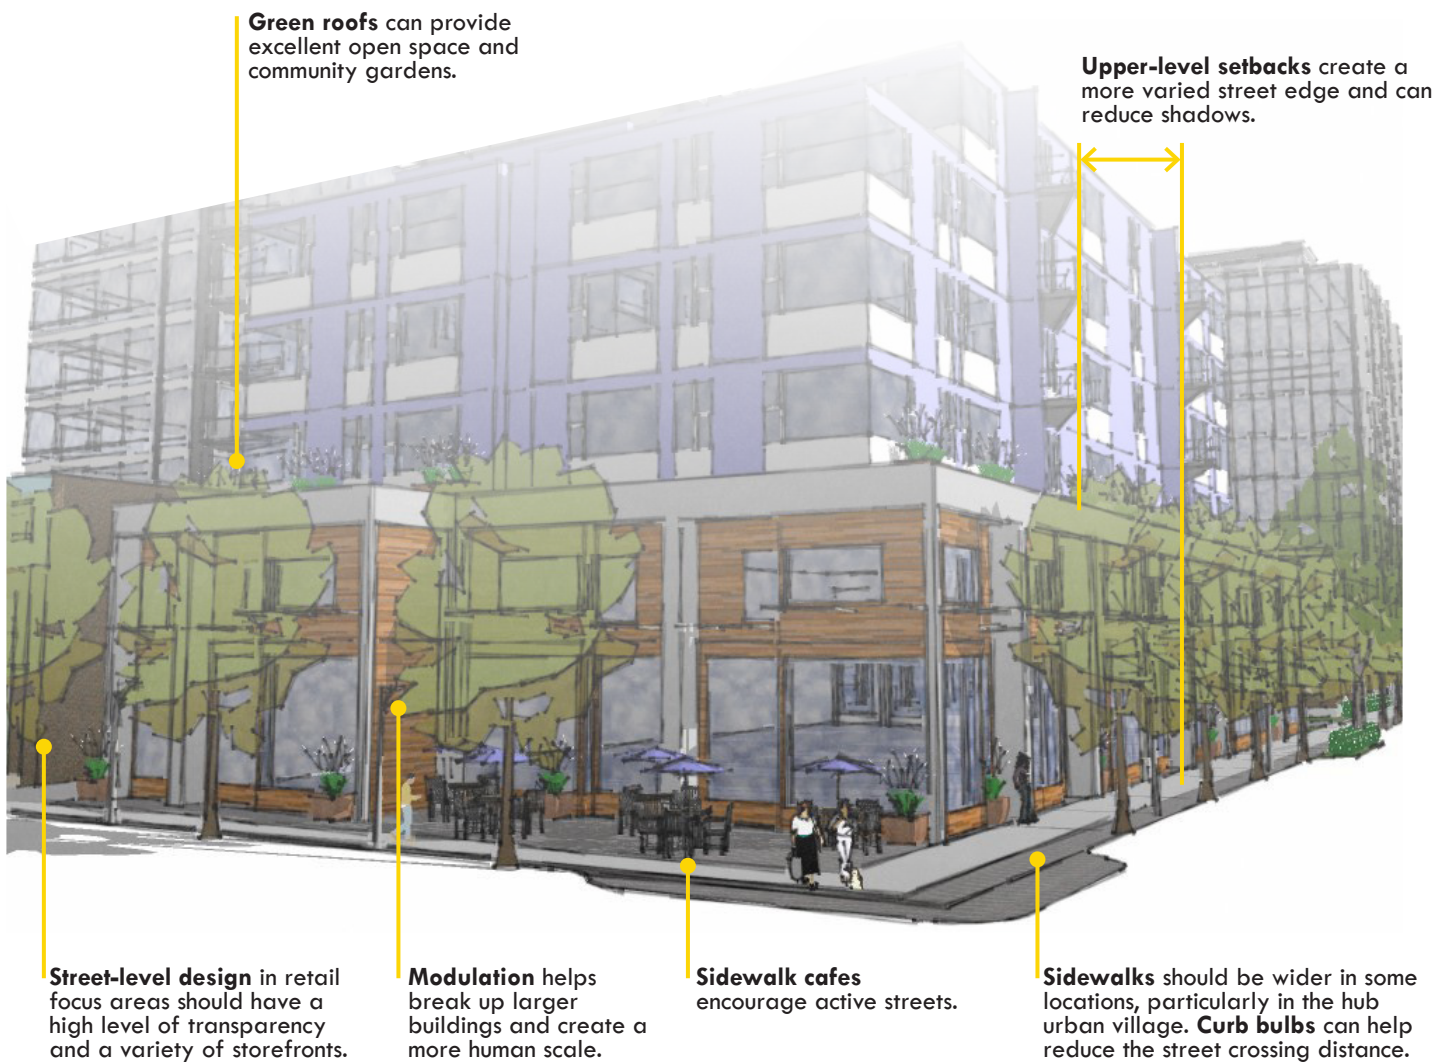 Green roofs can provide
excellent open space and
community gardens.
Upper-level setbacks create a
more varied street edge and can
reduce shadows.
Street-level design in retail
focus areas should have a
high level of transparency
and a variety of storefronts.
Modulation helps
break up larger
buildings and create a
more human scale.
Sidewalk cafes
encourage active streets.
Sidewalks should be wider in some
locations, particularly in the hub
urban village. Curb bulbs can help
reduce the street crossing distance.